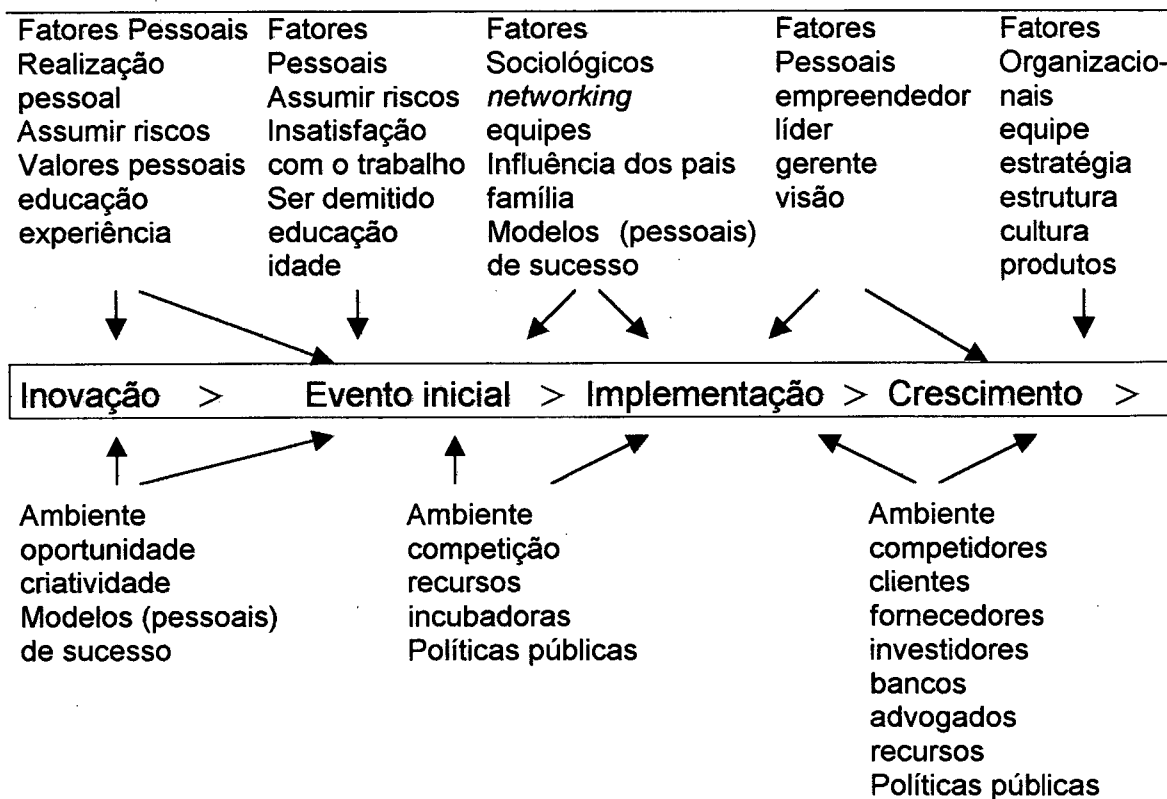 Fatores Pessoais
Realização
pessoal
Assumir riscos
Valores pessoais
educação
experiência
Fatores
Pessoais
Assumir riscos
Insatisfação
com o trabalho
Ser demitido
educação
idade
Fatores
Sociológicos
networking
equipes
Influência dos pais
família
Modelos (pessoais)
de sucesso
Fatores
Pessoais
empreendedor
líder
gerente
visão
Fatores
Organizacio-
nais
equipe
estratégia
estrutura
cultura
produtos
Inovação > Evento inicial > Implementação > Crescimento >
Ambiente
oportunidade
criatividade
Modelos (pessoais)
de sucesso
Ambiente
competição
recursos
incubadoras
Políticas públicas
Ambiente
competidores
clientes
fornecedores
investidores
bancos
advogados
recursos
Políticas públicas